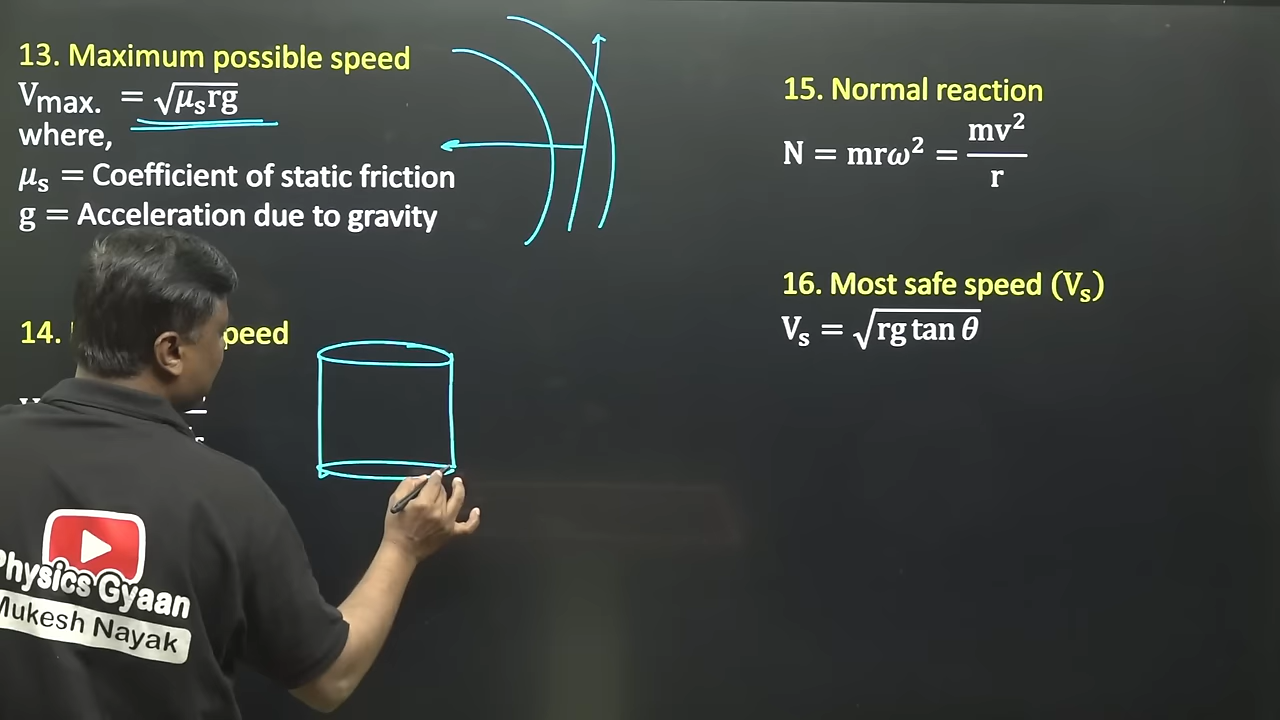 13. Maximum possible speed
Vmax. = √μsrg
where,
μs = Coefficient of static friction
g = Acceleration due to gravity
14. peed
15. Normal reaction
N = mrω² = mv²/r
16. Most safe speed (Vs)
Vs = √rg tan θ
Physics Gyaan
Mukesh Nayak